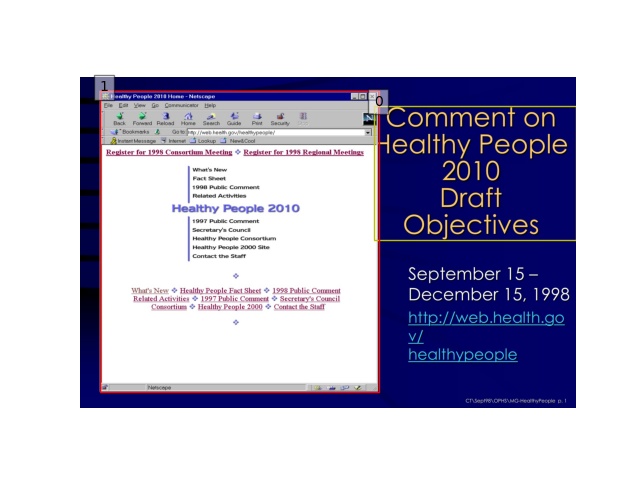 1
0
Healthy People 2010 Home - Netscape
File Edit View Go Communicator Help
Back Forward Reload Home Search Guide Print Security
Bookmarks Go to: http://web.health.gov/healthypeople/
Instant Message Internet Lookup New&Cool
Register for 1998 Consortium Meeting ❖ Register for 1998 Regional Meetings
What's New
Fact Sheet
1998 Public Comment
Related Activities
Healthy People 2010
1997 Public Comment
Secretary's Council
Healthy People Consortium
Healthy People 2000 Site
Contact the Staff
What's New ❖ Healthy People Fact Sheet ❖ 1998 Public Comment
Related Activities ❖ 1997 Public Comment ❖ Secretary's Council
Consortium ❖ Healthy People 2000 ❖ Contact the Staff
Netscape
Comment on
Healthy People
2010
Draft
Objectives
September 15 –
December 15, 1998
http://web.health.go
v/
healthypeople
CT\Sept98\OPHS\MG-HealthyPeople p. 1